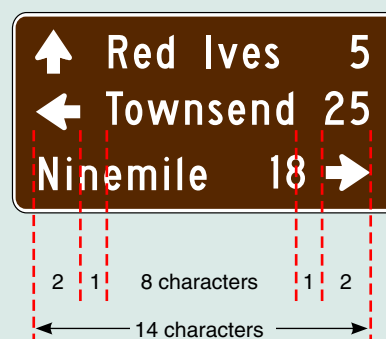 Red Ives 5
Townsend 25
Ninemile 18
2 1 8 characters 1 2
14 characters